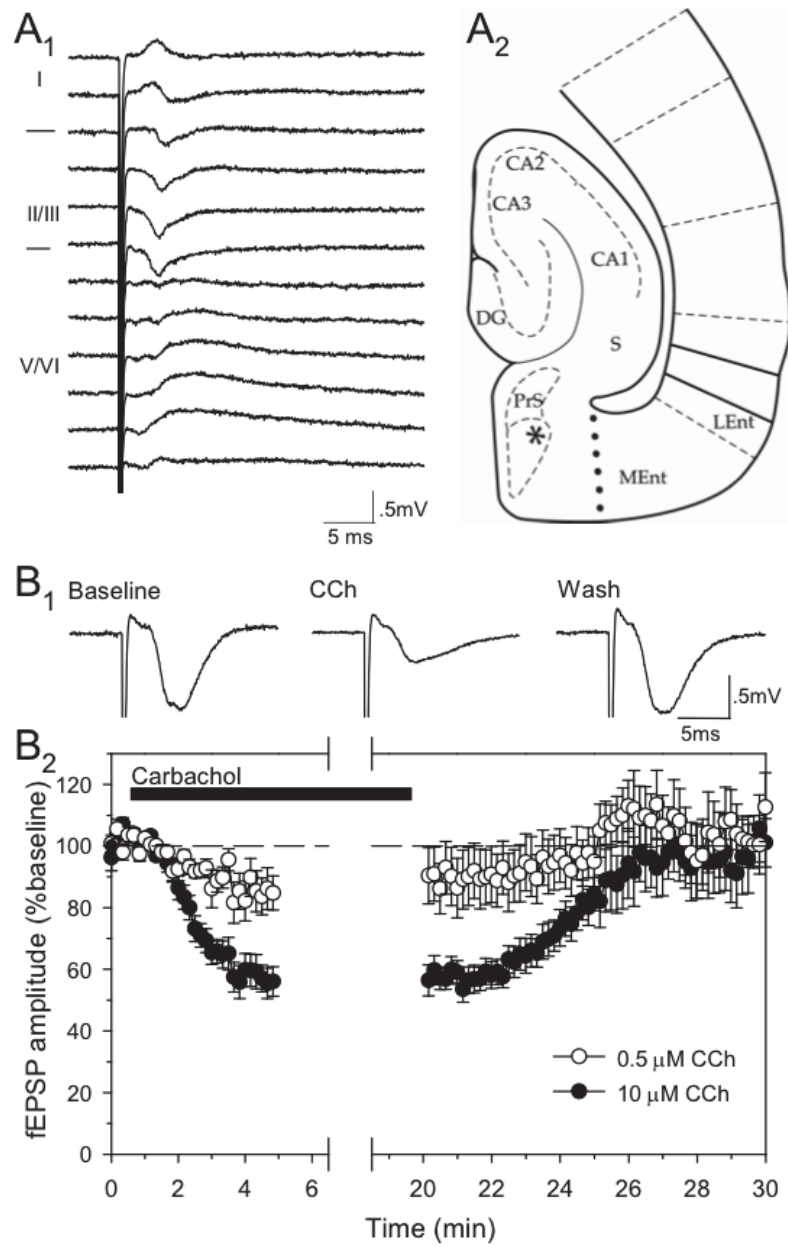 A1
I
II/III
V/VI
.5mV
5 ms
A2
CA2
CA3
CA1
DG
S
PrS
*
LEnt
MEnt
B1
Baseline
CCh
Wash
.5mV
5ms
B2
Carbachol
fEPSP amplitude (%baseline)
120
100
80
60
40
20
0
0.5 μM CCh
10 μM CCh
0 2 4 6 20 22 24 26 28 30
Time (min)